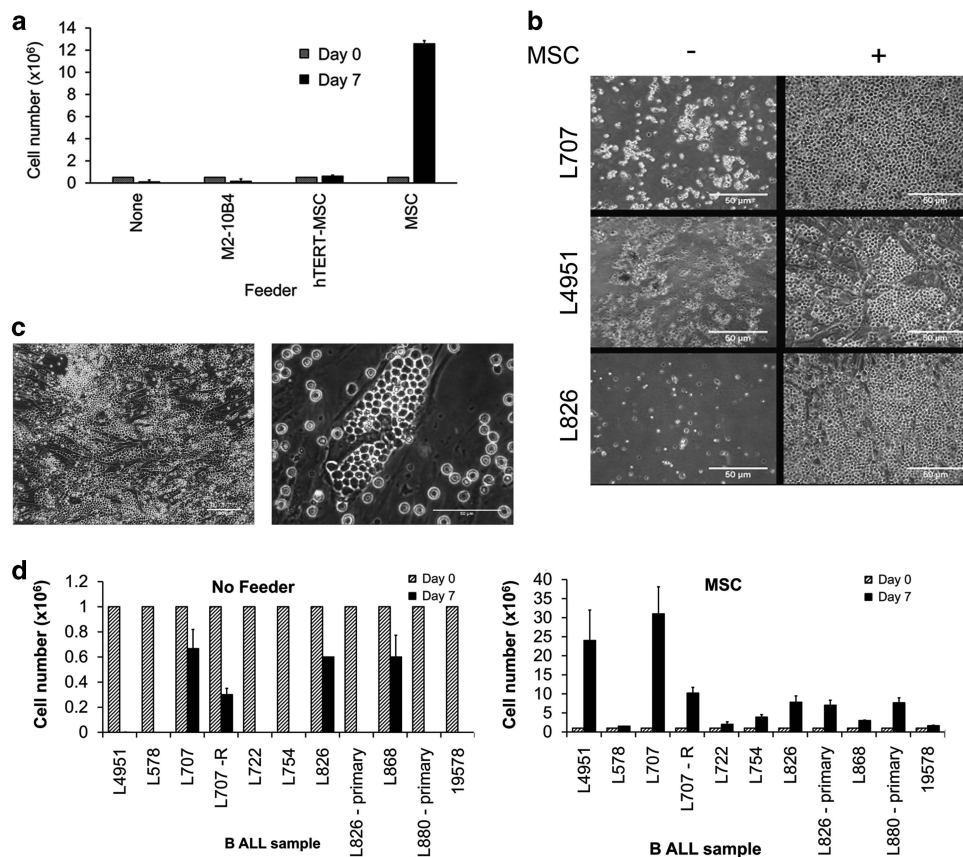 a
14
12
10
8
6
4
2
0
Cell number (x10⁶)
Day 0
Day 7
None
M2-10B4
hTERT-MSC
MSC
Feeder
b
MSC
-
+
L707
50 µm
50 µm
L4951
50 µm
50 µm
L826
50 µm
50 µm
c
50 µm
d
No Feeder
Day 0
Day 7
1.2
1
0.8
0.6
0.4
0.2
0
Cell number (x10⁶)
L4951
L578
L707
L707 -R
L722
L754
L826
L826 - primary
L868
L880 - primary
19578
B ALL sample
MSC
Day 0
Day 7
40
35
30
25
20
15
10
5
0
Cell number (x10⁶)
L4951
L578
L707
L707 - R
L722
L754
L826
L826 - primary
L868
L880 - primary
19578
B ALL sample